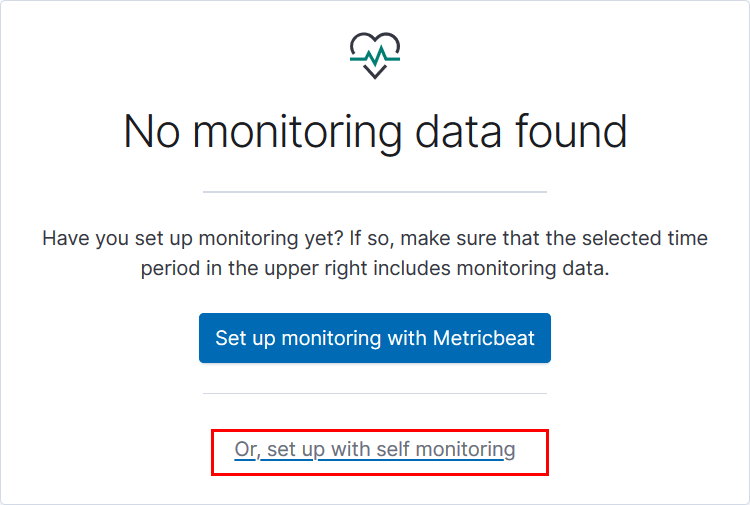 No monitoring data found
Have you set up monitoring yet? If so, make sure that the selected time
period in the upper right includes monitoring data.
Set up monitoring with Metricbeat
Or, set up with self monitoring